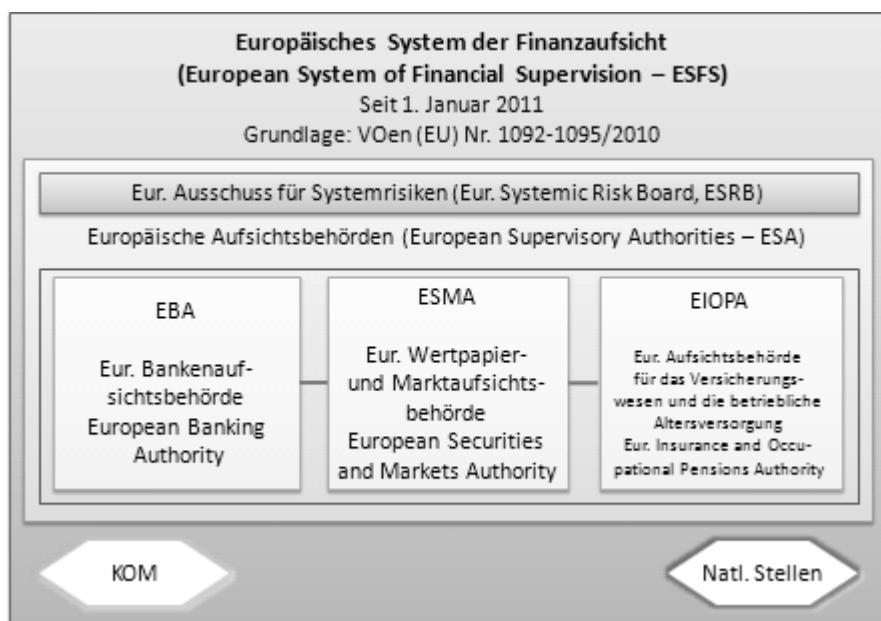 Europäisches System der Finanzaufsicht
(European System of Financial Supervision – ESFS)
Seit 1. Januar 2011
Grundlage: VOen (EU) Nr. 1092-1095/2010
Eur. Ausschuss für Systemrisiken (Eur. Systemic Risk Board, ESRB)
Europäische Aufsichtsbehörden (European Supervisory Authorities – ESA)
EBA
Eur. Bankenauf-
sichtsbehörde
European Banking
Authority
ESMA
Eur. Wertpapier-
und Marktaufsichts-
behörde
European Securities
and Markets Authority
EIOPA
Eur. Aufsichtsbehörde
für das Versicherungs-
wesen und die betriebliche
Altersversorgung
Eur. Insurance and Occu-
pational Pensions Authority
KOM
Natl. Stellen